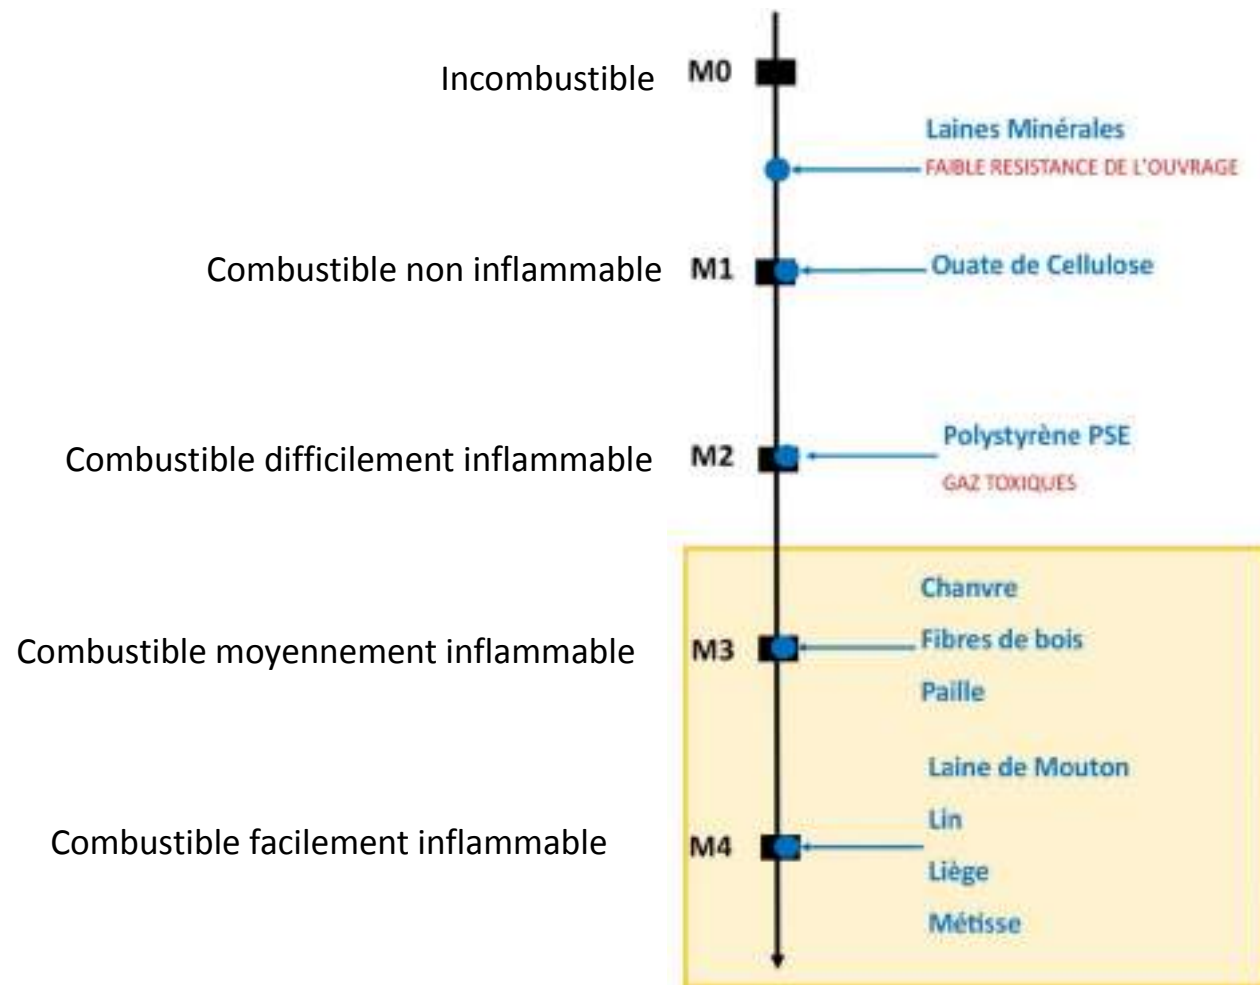 Incombustible M0
Laines Minérales
FAIBLE RESISTANCE DE L'OUVRAGE
Combustible non inflammable M1 Ouate de Cellulose
Combustible difficilement inflammable M2 Polystyrène PSE
GAZ TOXIQUES
Chanvre
Combustible moyennement inflammable M3 Fibres de bois
Paille
Laine de Mouton
Lin
Combustible facilement inflammable M4
Liège
Métisse